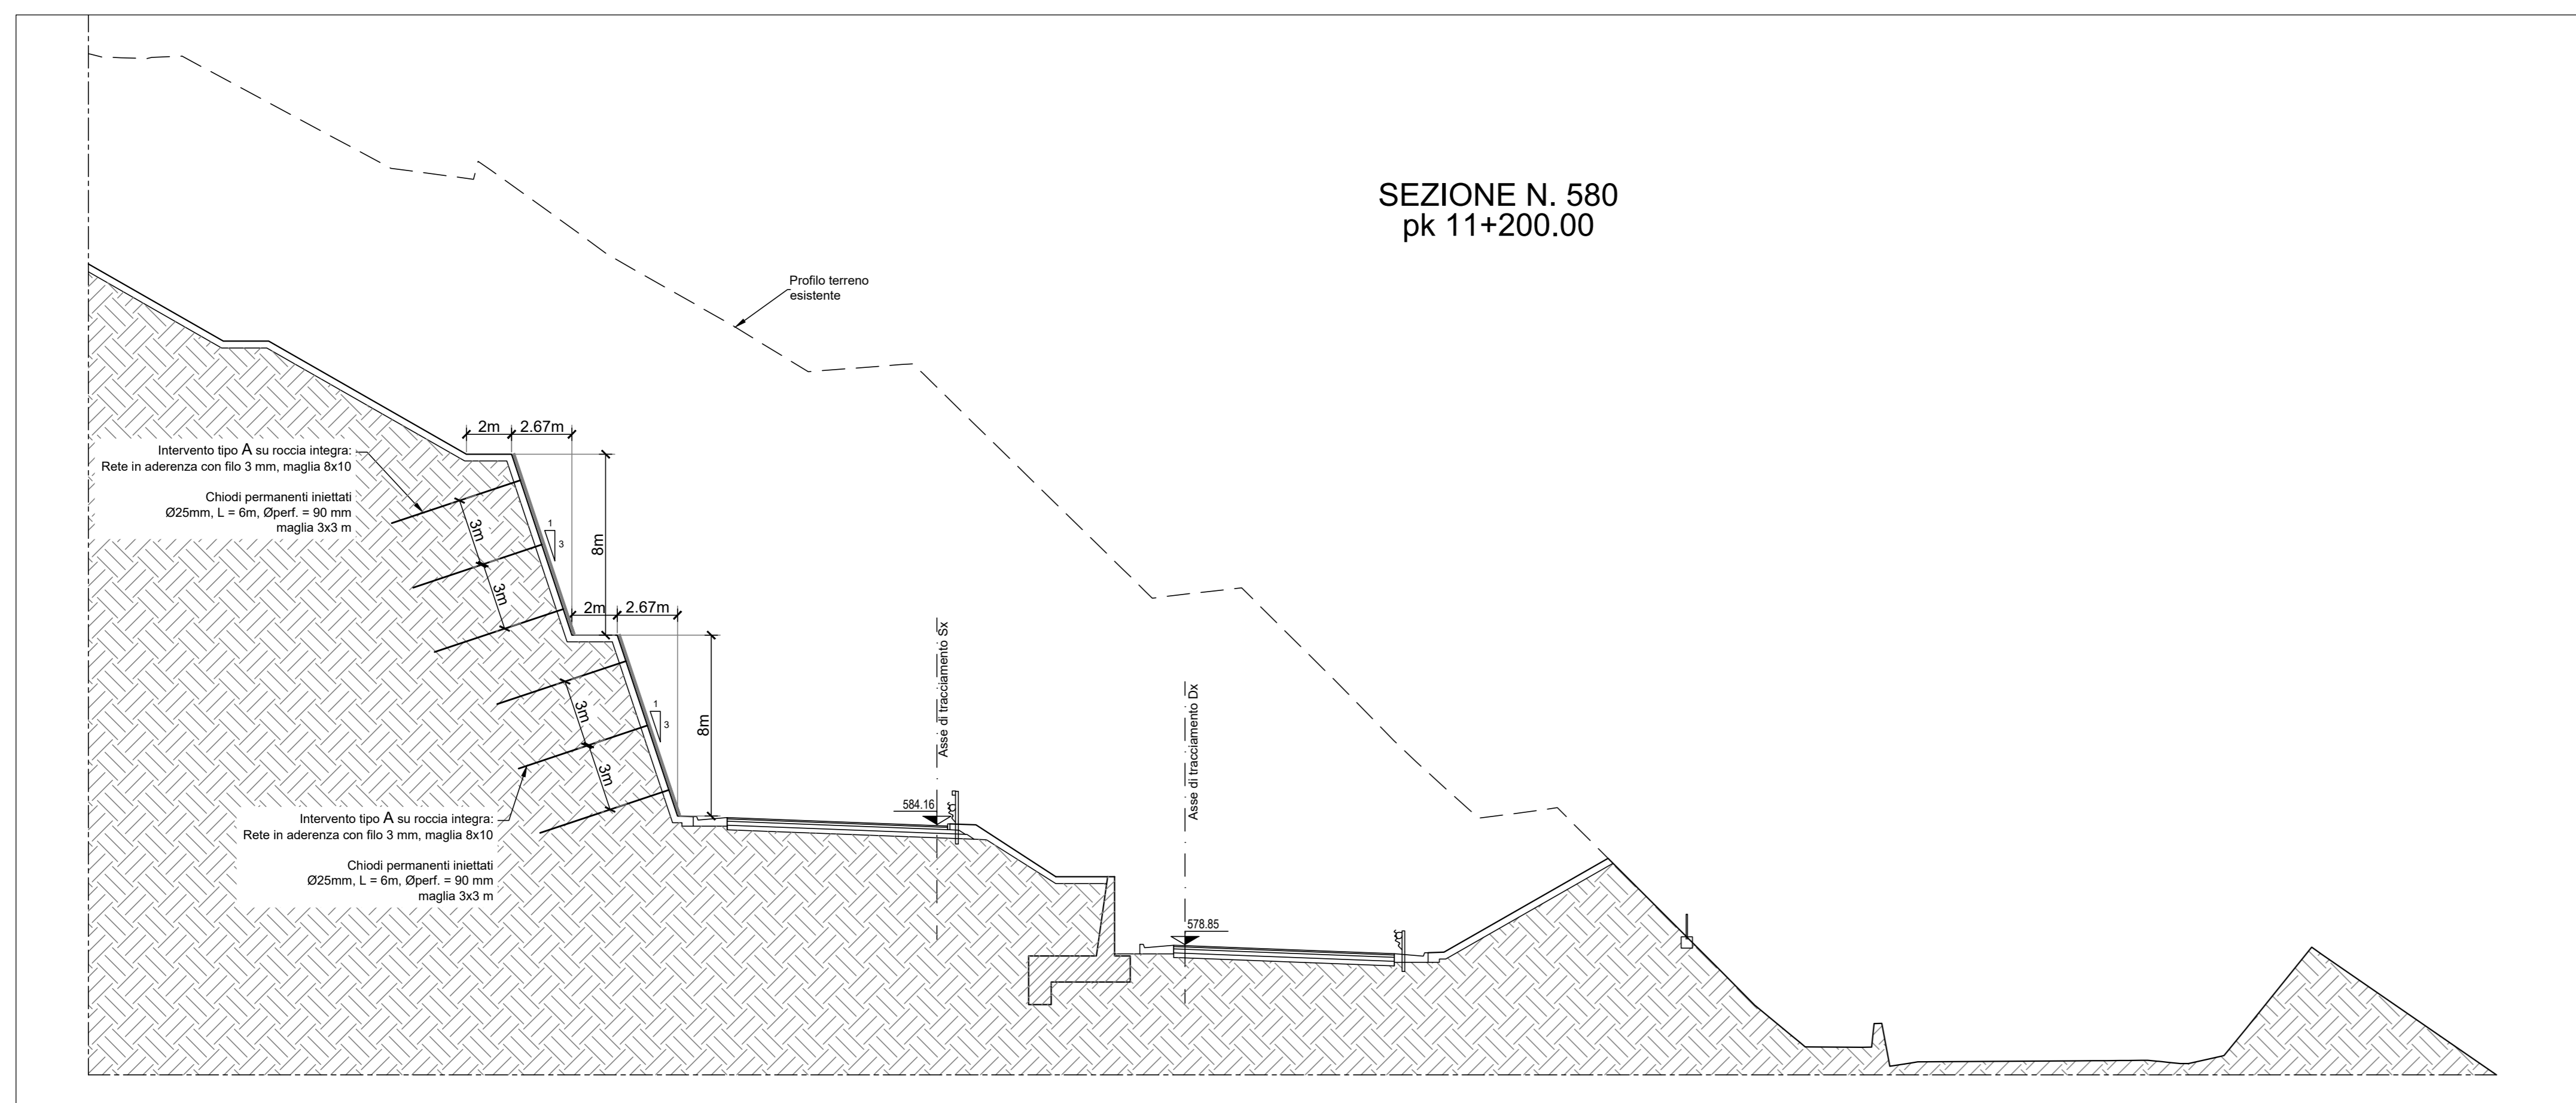 SEZIONE N. 580
pk 11+200.00
Profilo terreno
esistente
2m
2.67m
Intervento tipo A su roccia integra:
Rete in aderenza con filo 3 mm, maglia 8x10
Chiodi permanenti iniettati
Ø25mm, L = 6m, Øperf. = 90 mm
maglia 3x3 m
3m
3m
1
3
8m
2m
2.67m
3m
3m
1
3
8m
Asse di tracciamento Sx
584.16
Asse di tracciamento Dx
578.85
Intervento tipo A su roccia integra:
Rete in aderenza con filo 3 mm, maglia 8x10
Chiodi permanenti iniettati
Ø25mm, L = 6m, Øperf. = 90 mm
maglia 3x3 m